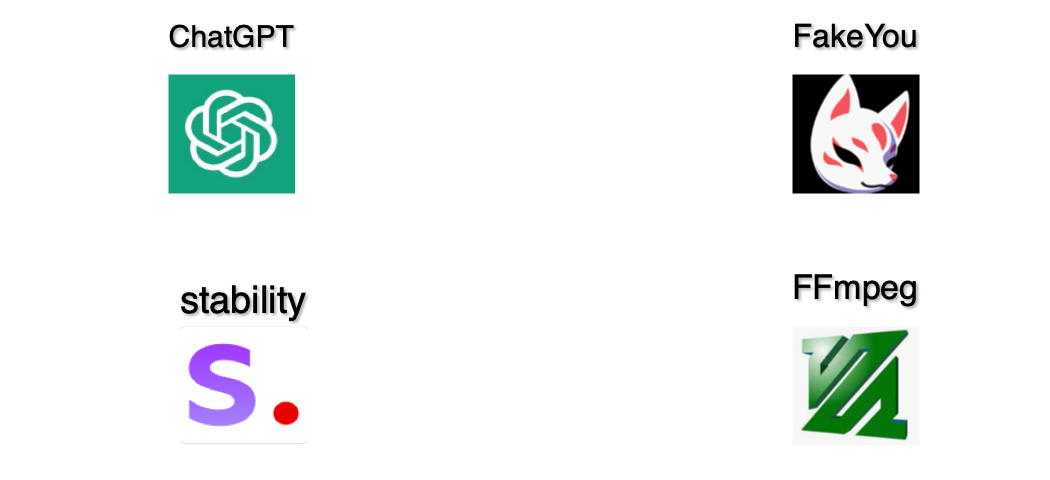 ChatGPT
FakeYou
stability
S.
FFmpeg